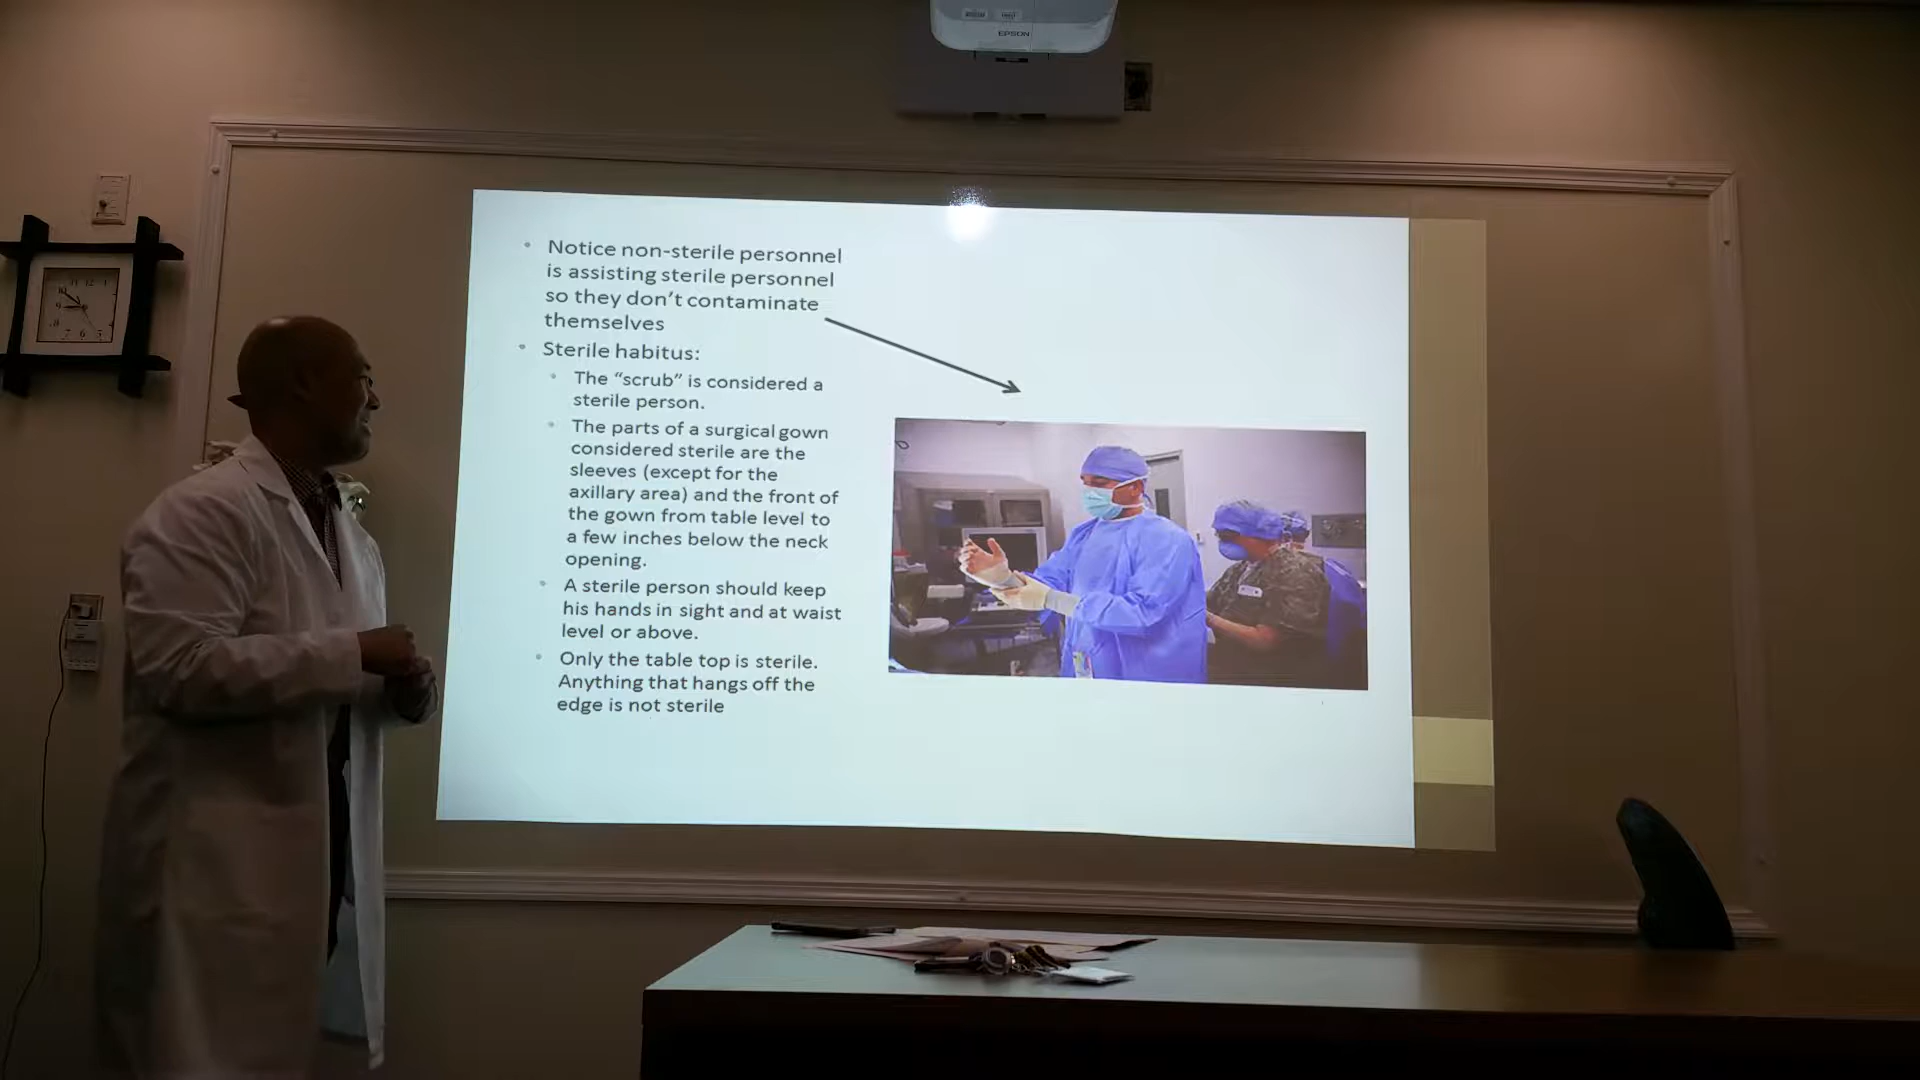 EPSON
• Notice non-sterile personnel
is assisting sterile personnel
so they don't contaminate
themselves
• Sterile habitus:
• The "scrub" is considered a
sterile person.
• The parts of a surgical gown
considered sterile are the
sleeves (except for the
axillary area) and the front of
the gown from table level to
a few inches below the neck
opening.
• A sterile person should keep
his hands in sight and at waist
level or above.
• Only the table top is sterile.
Anything that hangs off the
edge is not sterile